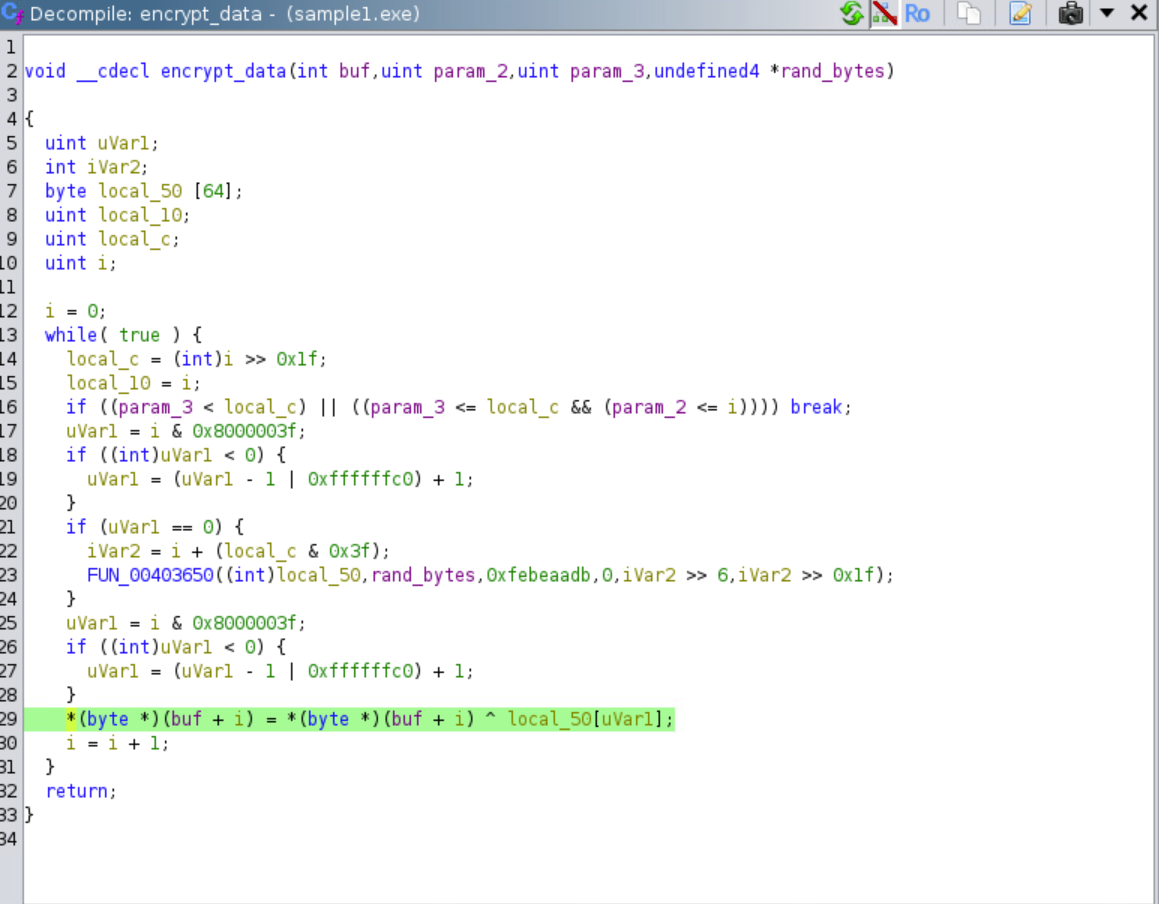 Decompile: encrypt_data - (sample1.exe)
Ro
1
2 void __cdecl encrypt_data(int buf,uint param_2,uint param_3,undefined4 *rand_bytes)
3
4 {
5 uint uVar1;
6 int iVar2;
7 byte local_50 [64];
8 uint local_10;
9 uint local_c;
10 uint i;
11
12 i = 0;
13 while( true ) {
14 local_c = (int)i >> 0x1f;
15 local_10 = i;
16 if ((param_3 < local_c) || ((param_3 <= local_c && (param_2 <= i)))) break;
17 uVar1 = i & 0x8000003f;
18 if ((int)uVar1 < 0) {
19 uVar1 = (uVar1 - 1 | 0xffffffc0) + 1;
20 }
21 if (uVar1 == 0) {
22 iVar2 = i + (local_c & 0x3f);
23 FUN_00403650((int)local_50,rand_bytes,0xfebeaadb,0,iVar2 >> 6,iVar2 >> 0x1f);
24 }
25 uVar1 = i & 0x8000003f;
26 if ((int)uVar1 < 0) {
27 uVar1 = (uVar1 - 1 | 0xffffffc0) + 1;
28 }
29 *(byte *)(buf + i) = *(byte *)(buf + i) ^ local_50[uVar1];
30 i = i + 1;
31 }
32 return;
33 }
34